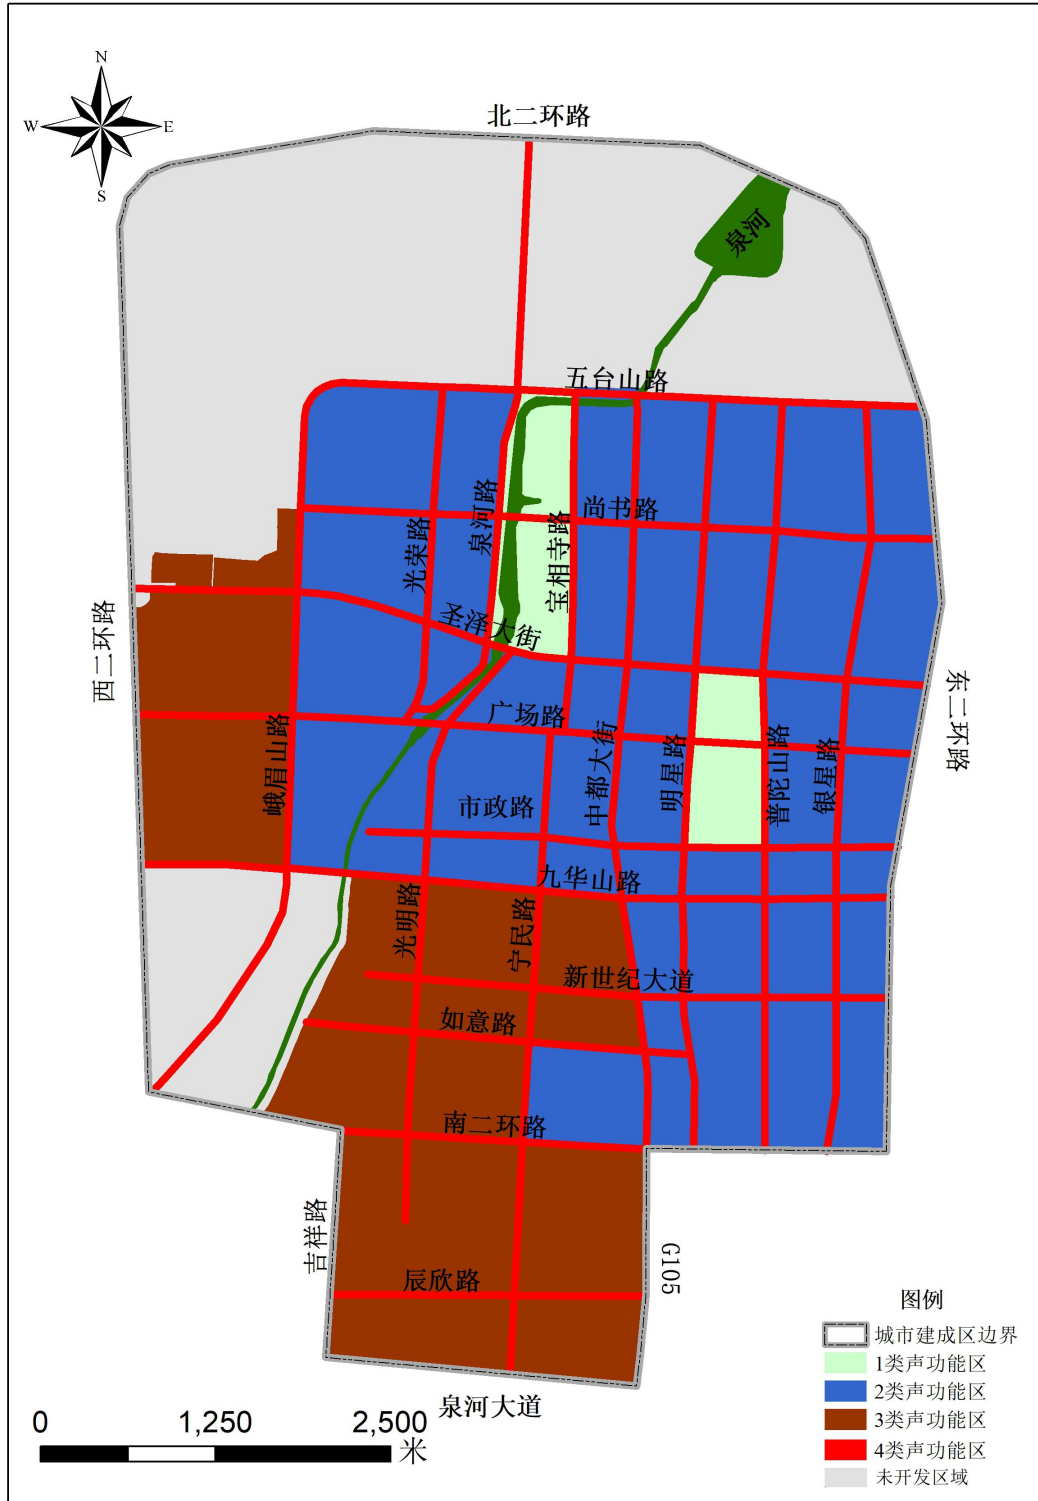 N
W
E
S
北二环路
泉河
五台山路
尚书路
泉河路
光荣路
宝相寺路
圣泽大街
西二环路
东二环路
广场路
峨眉山路
中都大街
明星路
普陀山路
银星路
市政路
九华山路
光明路
宁民路
新世纪大道
如意路
南二环路
吉祥路
G105
辰欣路
泉河大道
图例
城市建成区边界
1类声功能区
2类声功能区
3类声功能区
4类声功能区
未开发区域
0
1,250
2,500
米